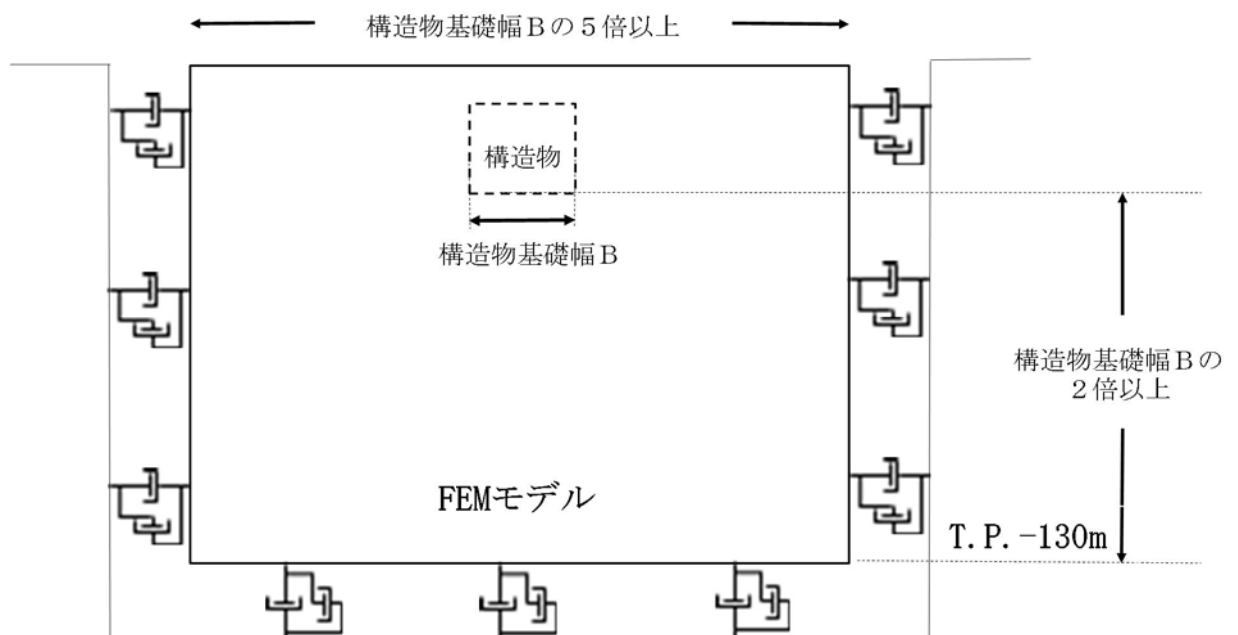 構造物基礎幅Bの５倍以上
構造物
構造物基礎幅B
構造物基礎幅Bの
２倍以上
FEMモデル
T.P.-130m